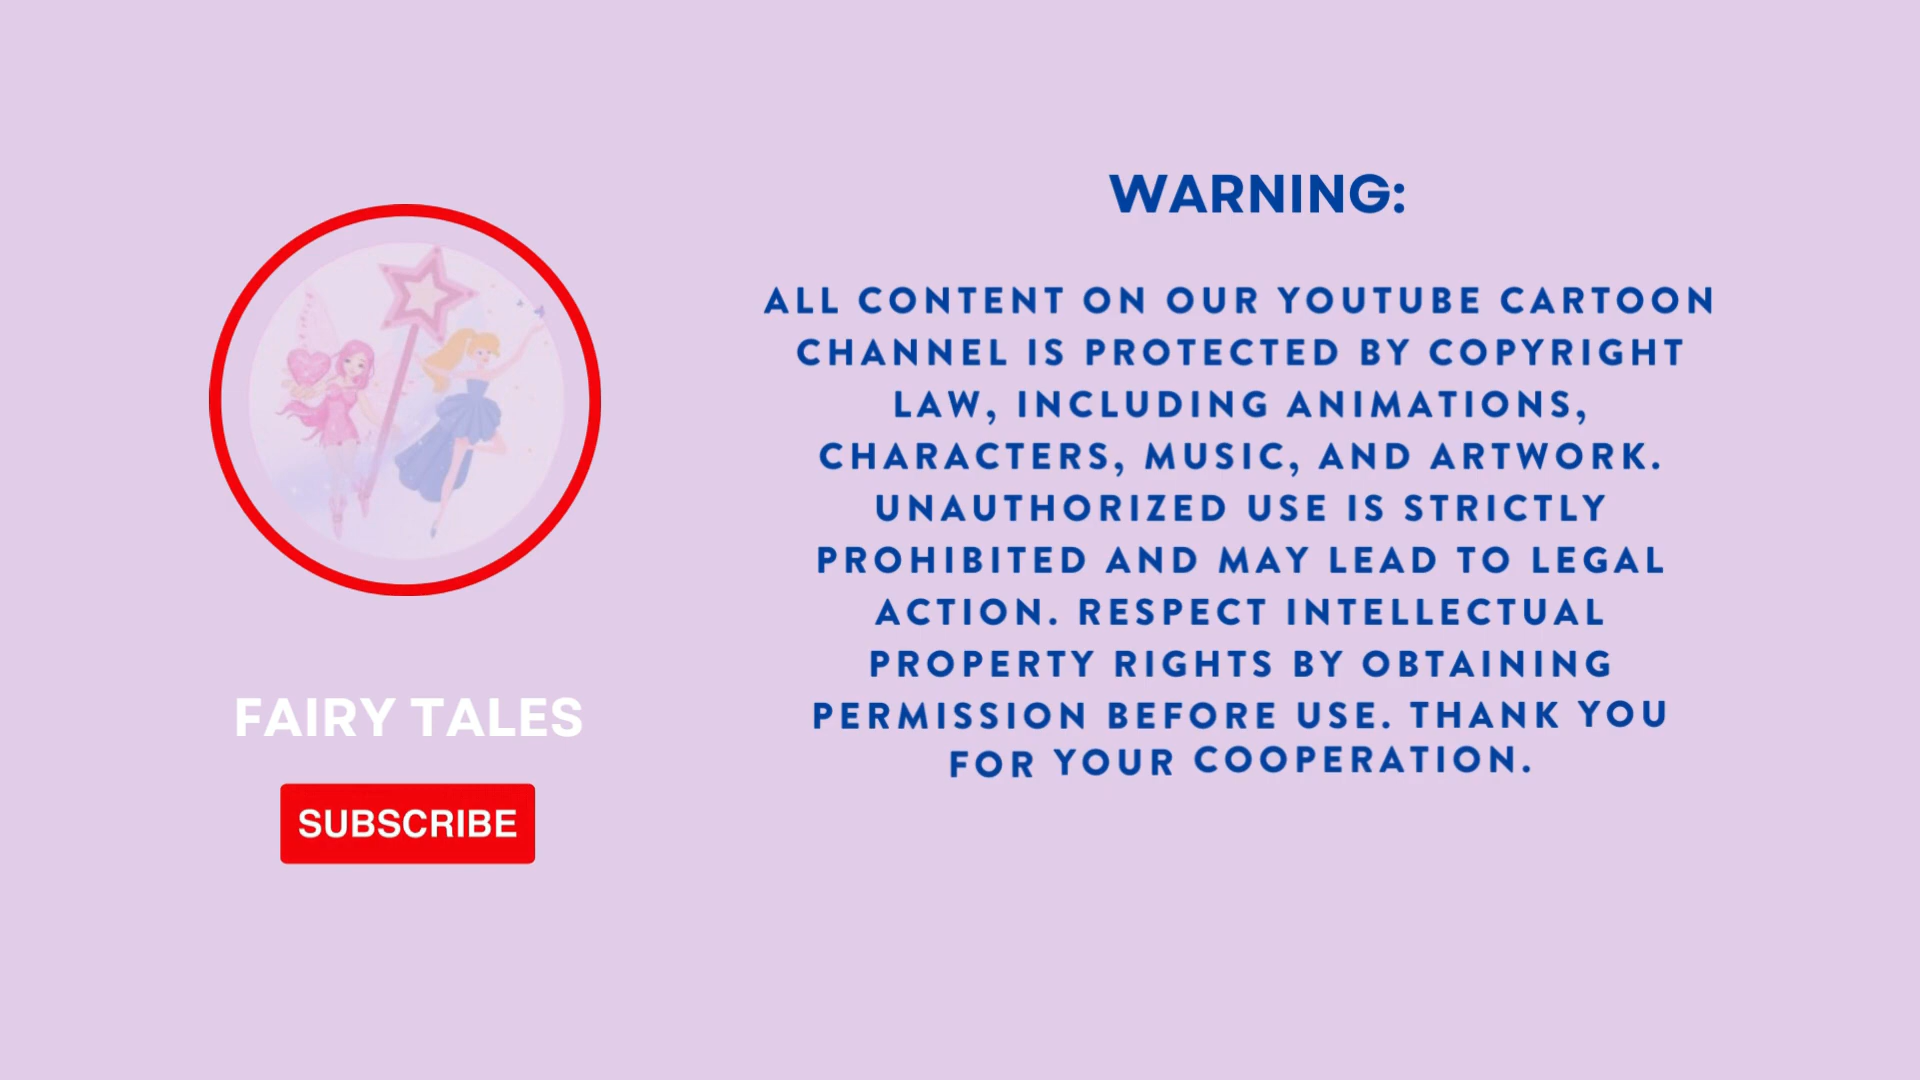 WARNING:
ALL CONTENT ON OUR YOUTUBE CARTOON
CHANNEL IS PROTECTED BY COPYRIGHT
LAW, INCLUDING ANIMATIONS,
CHARACTERS, MUSIC, AND ARTWORK.
UNAUTHORIZED USE IS STRICTLY
PROHIBITED AND MAY LEAD TO LEGAL
ACTION. RESPECT INTELLECTUAL
PROPERTY RIGHTS BY OBTAINING
PERMISSION BEFORE USE. THANK YOU
FOR YOUR COOPERATION.
FAIRY TALES
SUBSCRIBE